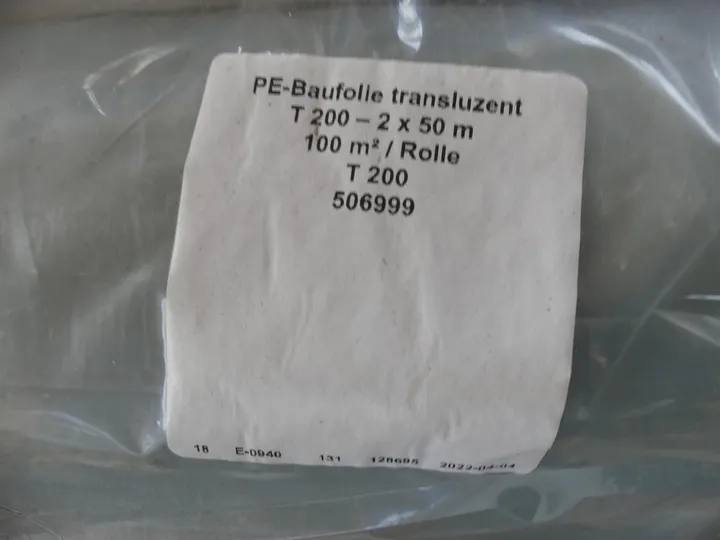 PE-Baufolie transluzent
T 200 – 2 x 50 m
100 m² / Rolle
T 200
506999
18 E-0940 131 128695 2022-04-04